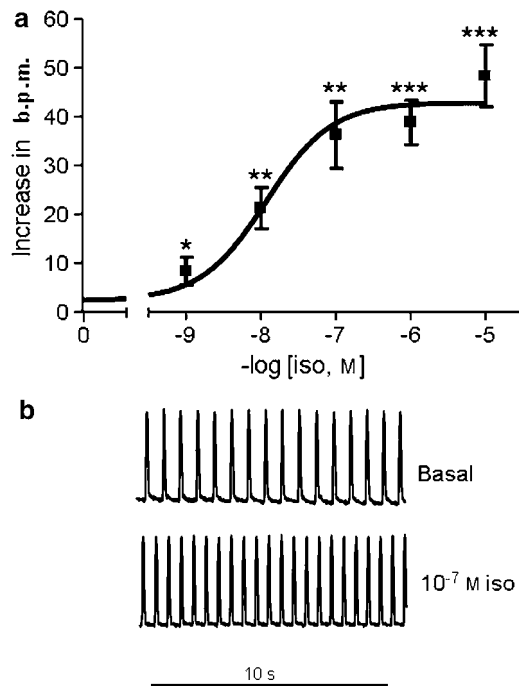 a
Increase in b.p.m.
60
50
40
30
20
10
0
*
**
**
***
***
0
-9
-8
-7
-6
-5
-log [iso, M]
b
Basal
10⁻⁷ M iso
10 s